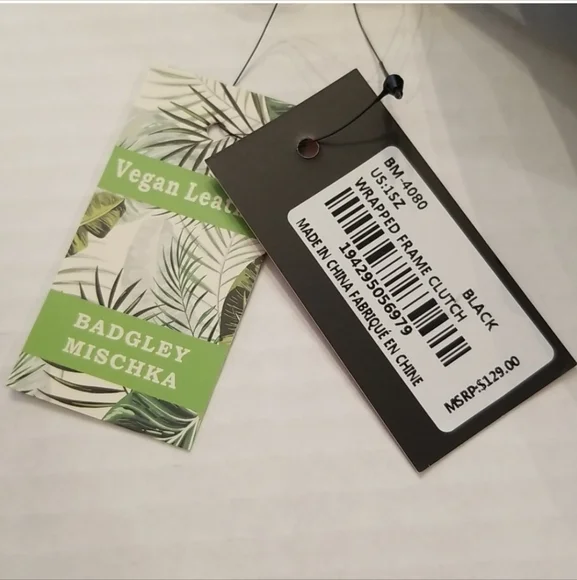 Vegan Leat
BADGLEY
MISCHKA
BM-4080
US:1SZ
WRAPPED FRAME CLUTCH
BLACK
194295056979
MADE IN CHINA FABRIQUÉ EN CHINE
MSRP:$129.00